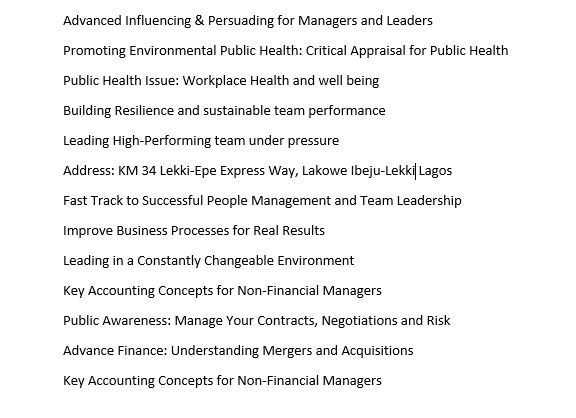 Advanced Influencing & Persuading for Managers and Leaders
Promoting Environmental Public Health: Critical Appraisal for Public Health
Public Health Issue: Workplace Health and well being
Building Resilience and sustainable team performance
Leading High-Performing team under pressure
Address: KM 34 Lekki-Epe Express Way, Lakowe Ibeju-Lekki Lagos
Fast Track to Successful People Management and Team Leadership
Improve Business Processes for Real Results
Leading in a Constantly Changeable Environment
Key Accounting Concepts for Non-Financial Managers
Public Awareness: Manage Your Contracts, Negotiations and Risk
Advance Finance: Understanding Mergers and Acquisitions
Key Accounting Concepts for Non-Financial Managers